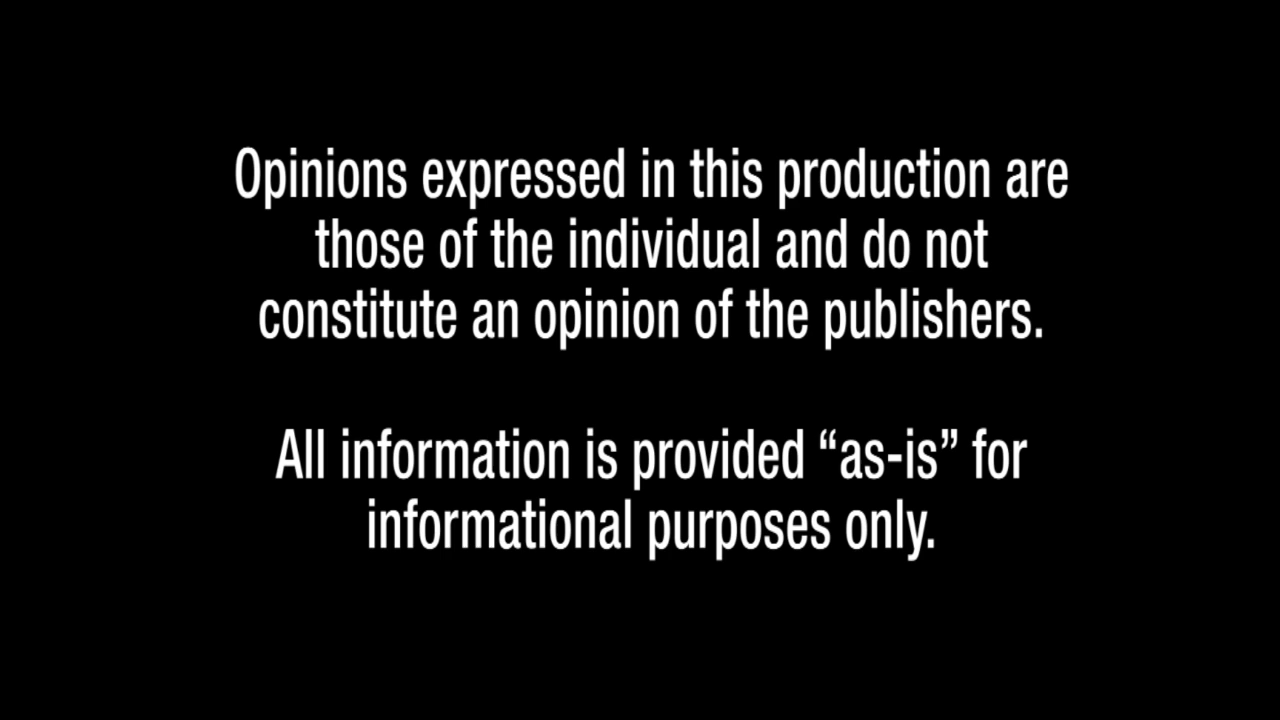 Opinions expressed in this production are
those of the individual and do not
constitute an opinion of the publishers.
All information is provided “as-is” for
informational purposes only.